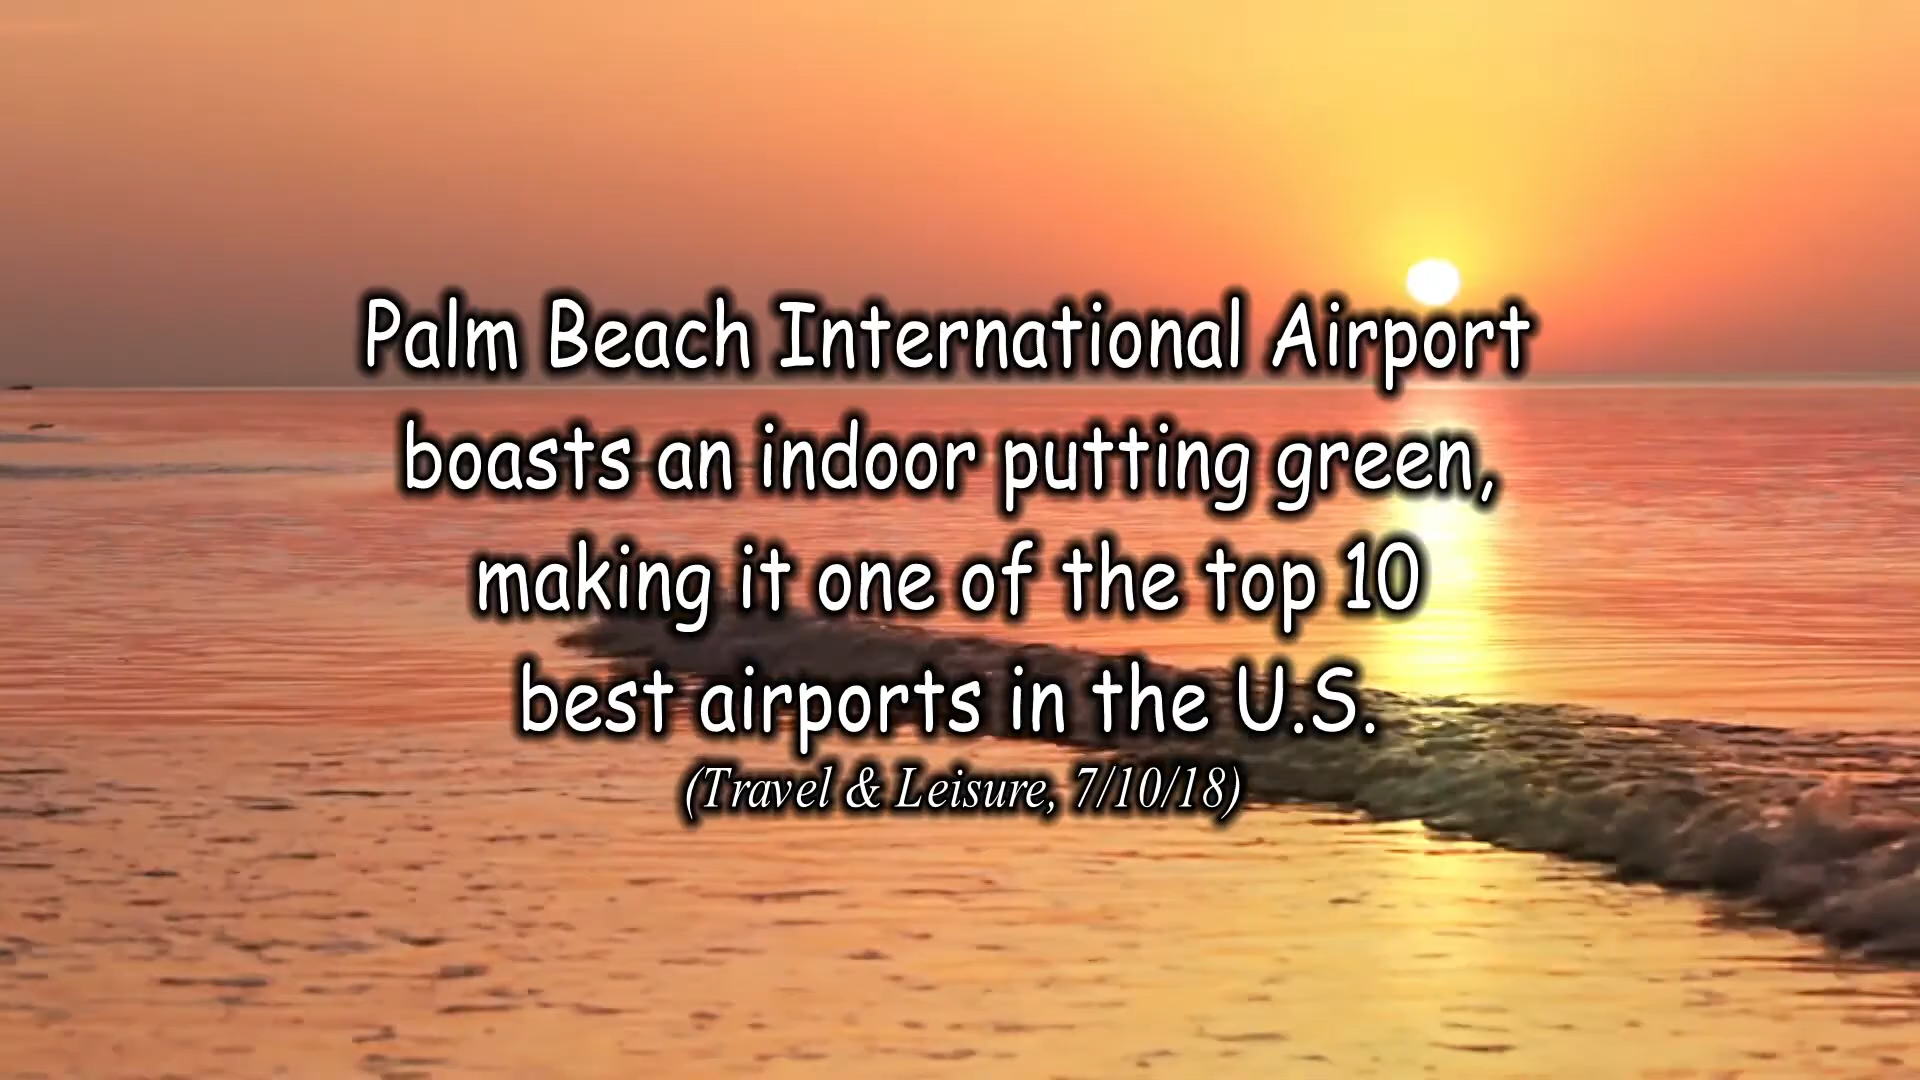 Palm Beach International Airport
boasts an indoor putting green,
making it one of the top 10
best airports in the U.S.
(Travel & Leisure, 7/10/18)